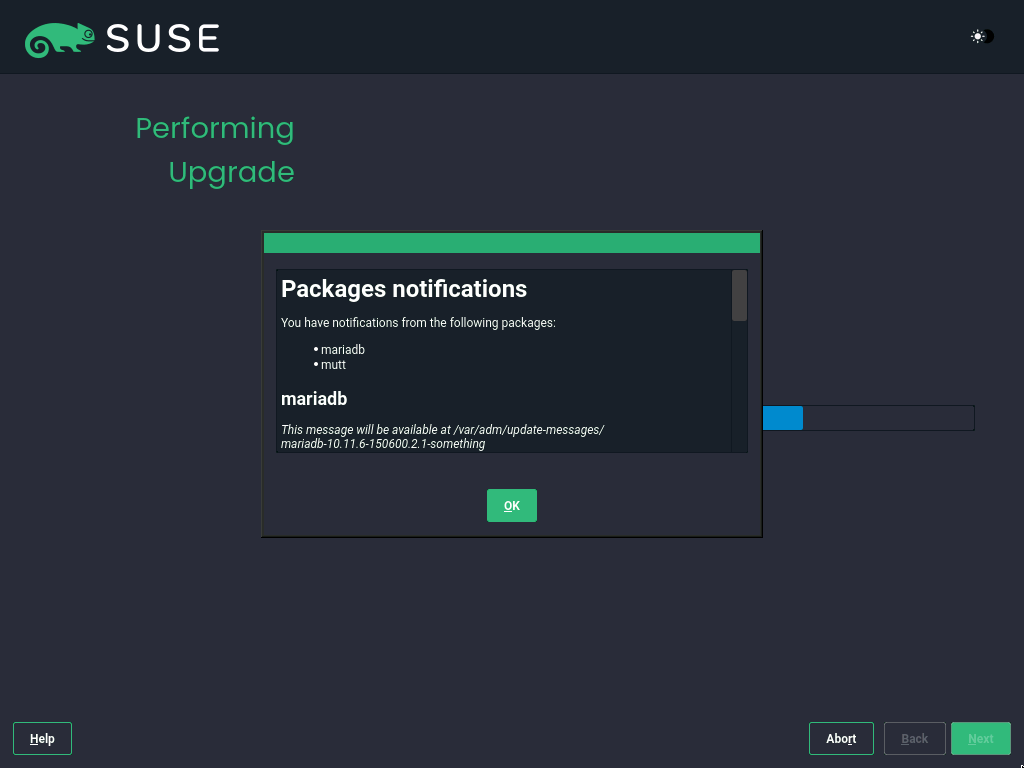 SUSE
Performing
Upgrade
Packages notifications
You have notifications from the following packages:
• mariadb
• mutt
mariadb
This message will be available at /var/adm/update-messages/
mariadb-10.11.6-150600.2.1-something
OK
Help
Abort
Back
Next